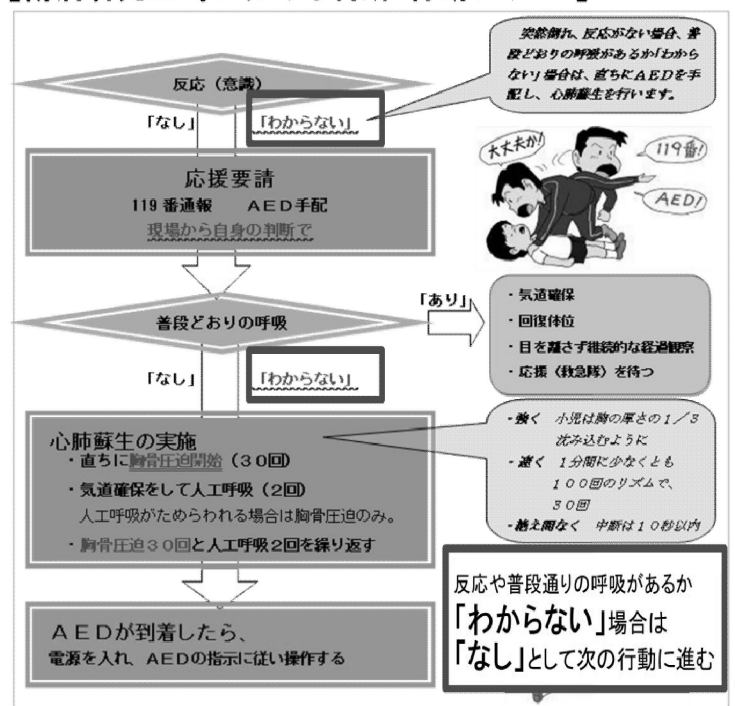 突然倒れ、反応がない場合、普
段どおりの呼吸があるか「わから
ない」場合は、直ちにAEDを手
配し、心肺蘇生を行います。
反応（意識）
「なし」
「わからない」
応援要請
119番通報　AED手配
現場から自身の判断で
大丈夫か!
119番!
AED!
普段どおりの呼吸
「あり」
・気道確保
・回復体位
・目を離さず継続的な経過観察
・応援（救急隊）を待つ
「なし」
「わからない」
心肺蘇生の実施
・直ちに胸骨圧迫開始（30回）
・気道確保をして人工呼吸（2回）
人工呼吸がためらわれる場合は胸骨圧迫のみ。
・胸骨圧迫30回と人工呼吸2回を繰り返す
・強く　小児は胸の厚さの1／3
沈み込むように
・速く　1分間に少なくとも
100回のリズムで、
30回
・絶え間なく　中断は10秒以内
AEDが到着したら、
電源を入れ、AEDの指示に従い操作する
反応や普段通りの呼吸があるか
「わからない」場合は
「なし」として次の行動に進む